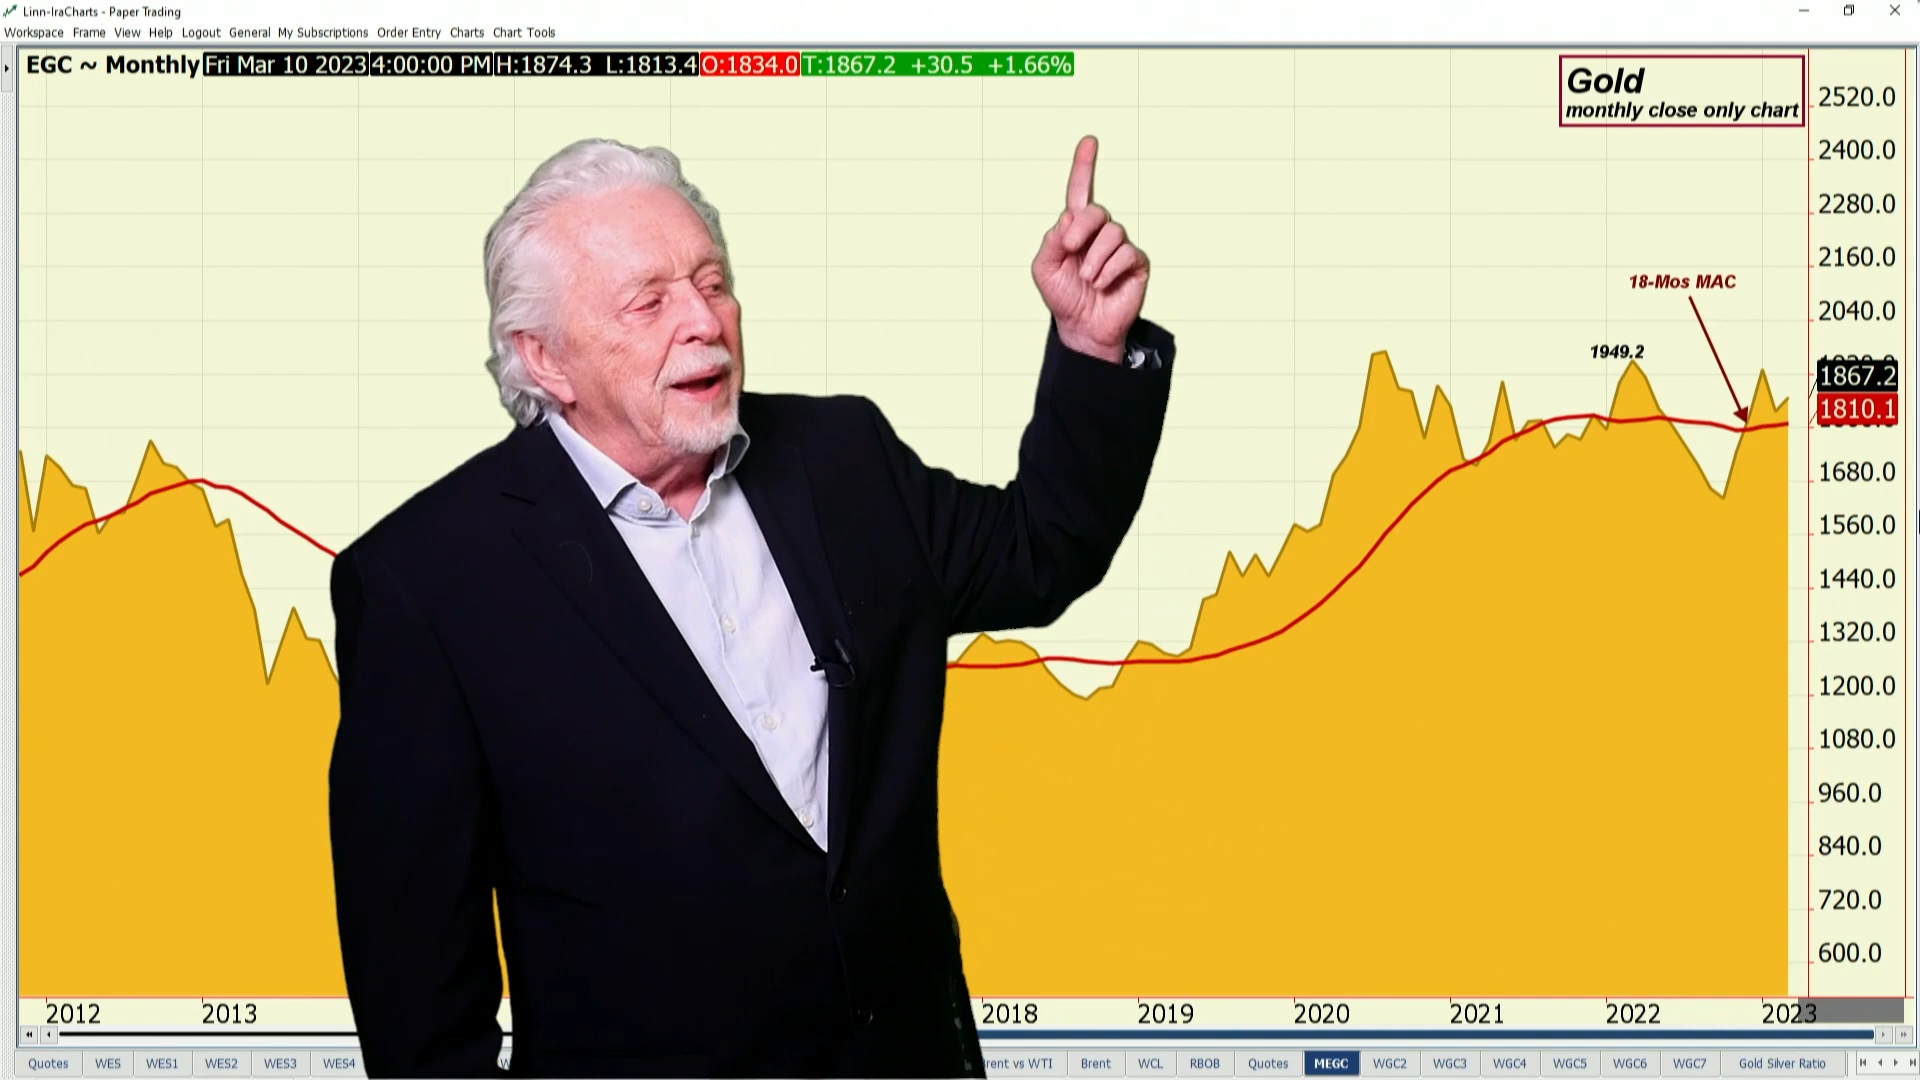 Linn-IraCharts - Paper Trading
Workspace Frame View Help Logout General My Subscriptions Order Entry Charts Chart Tools
EGC ~ Monthly Fri Mar 10 2023 4:00:00 PM H:1874.3 L:1813.4 O:1834.0 T:1867.2 +30.5 +1.66%
Gold
monthly close only chart
2520.0
2400.0
2280.0
2160.0
18-Mos MAC
2040.0
1949.2
1867.2
1810.1
1680.0
1560.0
1440.0
1320.0
1200.0
1080.0
960.0
840.0
720.0
600.0
2012 2013 2018 2019 2020 2021 2022 2023
Quotes WES WES1 WES2 WES3 WES4 rent vs WTI Brent WCL RBOB Quotes MEGC WGC2 WGC3 WGC4 WGC5 WGC6 WGC7 Gold Silver Ratio